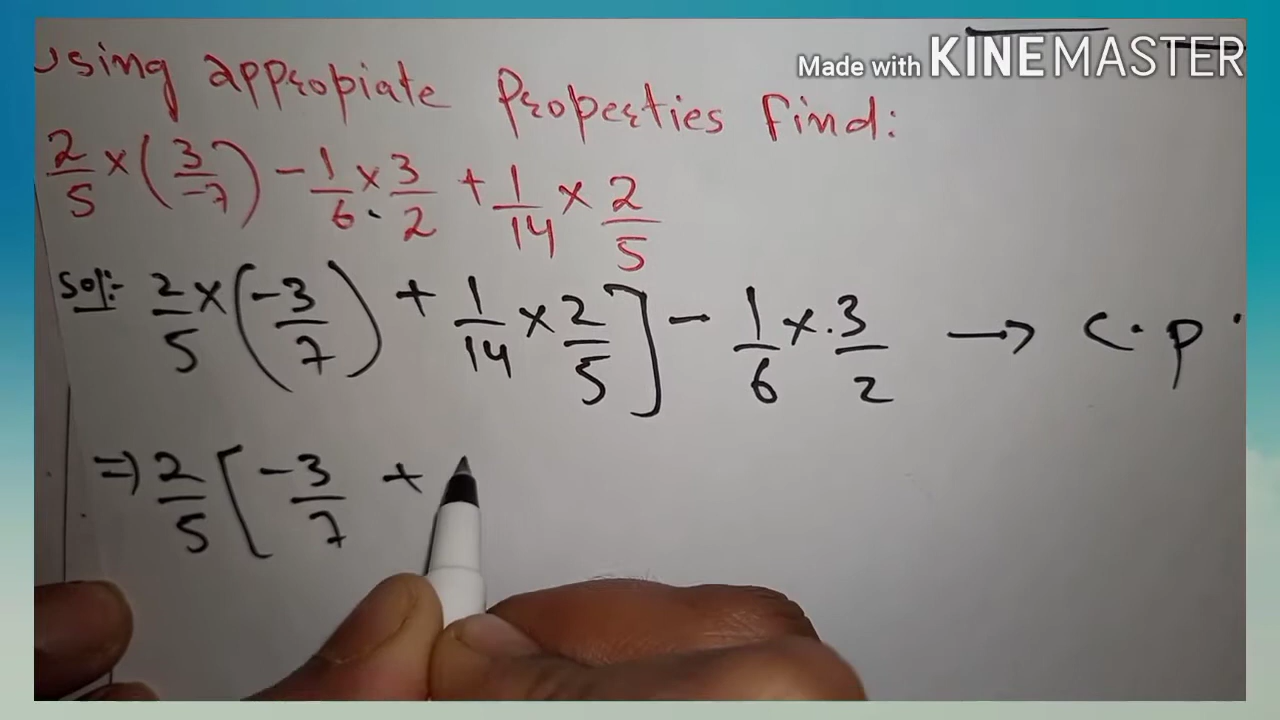 Made with KINEMASTER
using appropiate Properties find:
2/5 × (3/-7) - 1/6 × 3/2 + 1/14 × 2/5
Sol:- 2/5 × (-3/7) + 1/14 × 2/5] - 1/6 × . 3/2 → C.P.
⇒ 2/5 [-3/7 +